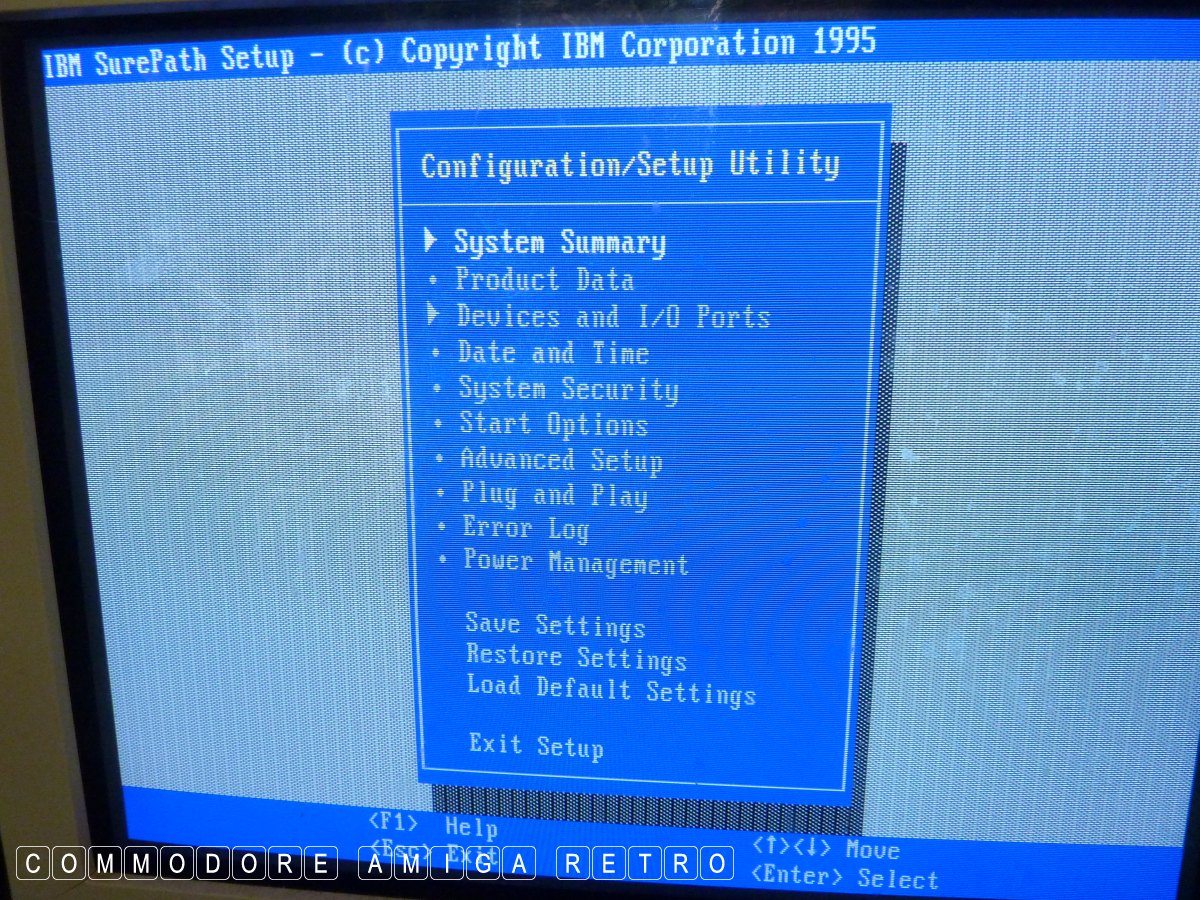 IBM SurePath Setup - (c) Copyright IBM Corporation 1995
Configuration/Setup Utility
System Summary
Product Data
Devices and I/O Ports
Date and Time
System Security
Start Options
Advanced Setup
Plug and Play
Error Log
Power Management
Save Settings
Restore Settings
Load Default Settings
Exit Setup
<F1> Help
<Esc> Exit
<↑><↓> Move
<Enter> Select
COMMODORE AMIGA RETRO